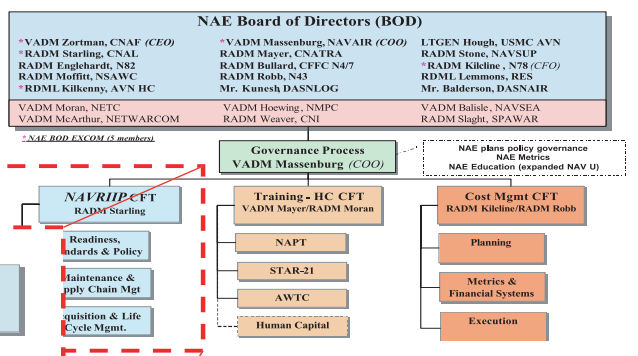 NAE Board of Directors (BOD)
*VADM Zortman, CNAF (CEO)
*RADM Starling, CNAL
RADM Englehardt, N82
RADM Moffitt, NSAWC
*RDML Kilkenny, AVN HC
*VADM Massenburg, NAVAIR (COO)
RADM Mayer, CNATRA
RADM Bullard, CFFC N4/7
RADM Robb, N43
Mr. Kunesh, DASNLOG
LTGEN Hough, USMC AVN
RADM Stone, NAVSUP
*RADM Kilcline, N78 (CFO)
RDML Lemmons, RES
Mr. Balderson, DASNAIR
VADM Moran, NETC
VADM McArthur, NETWARCOM
VADM Hoewing, NMPC
RADM Weaver, CNI
VADM Balisle, NAVSEA
RADM Slaght, SPAWAR
* NAE BOD EXCOM (5 members)
Governance Process
VADM Massenburg (COO)
NAE plans policy governance
NAE Metrics
NAE Education (expanded NAV U)
NAVRIIP CFT
RADM Starling
Readiness,
ndards & Policy
Maintenance &
pply Chain Mgt
quisition & Life
Cycle Mgmt.
Training - HC CFT
VADM Mayer/RADM Moran
NAPT
STAR-21
AWTC
Human Capital
Cost Mgmt CFT
RADM Kilcline/RADM Robb
Planning
Metrics &
Financial Systems
Execution